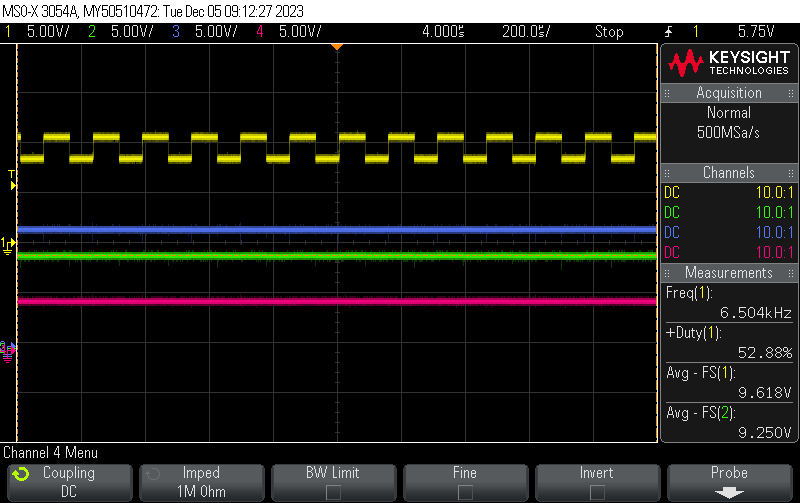 MSO-X 3054A, MY50510472: Tue Dec 05 09:12:27 2023
1 5.00V/ 2 5.00V/ 3 5.00V/ 4 5.00V/ 4.000s 200.0s/ Stop 1 5.75V
KEYSIGHT
TECHNOLOGIES
Acquisition
Normal
500MSa/s
Channels
DC 10.0:1
DC 10.0:1
DC 10.0:1
DC 10.0:1
Measurements
Freq(1):
6.504kHz
+Duty(1):
52.88%
Avg - FS(1):
9.618V
Avg - FS(2):
9.250V
T
1
Channel 4 Menu
Coupling Imped BW Limit Fine Invert Probe
DC 1M Ohm